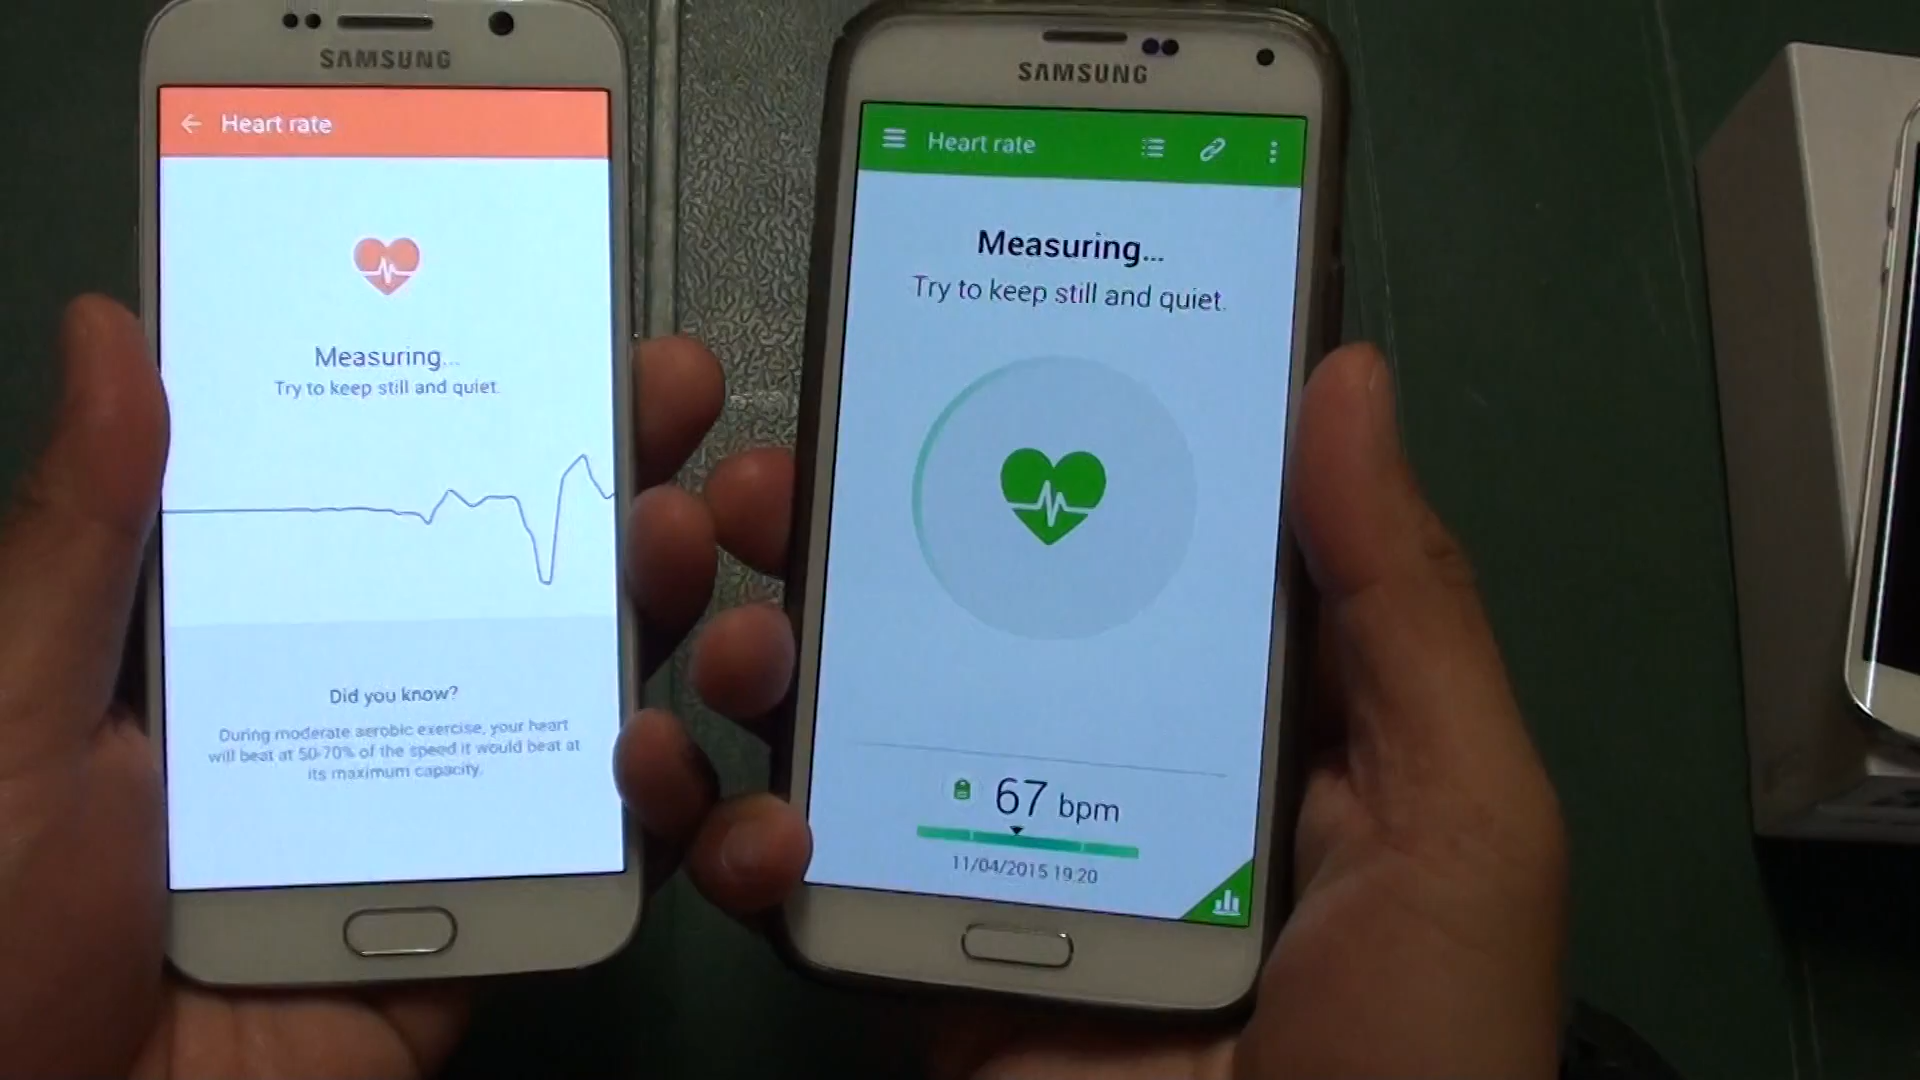 SAMSUNG
Heart rate
Measuring...
Try to keep still and quiet.
Did you know?
During moderate aerobic exercise, your heart
will beat at 50-70% of the speed it would beat at
its maximum capacity.
SAMSUNG
Heart rate
Measuring...
Try to keep still and quiet.
67 bpm
11/04/2015 19:20